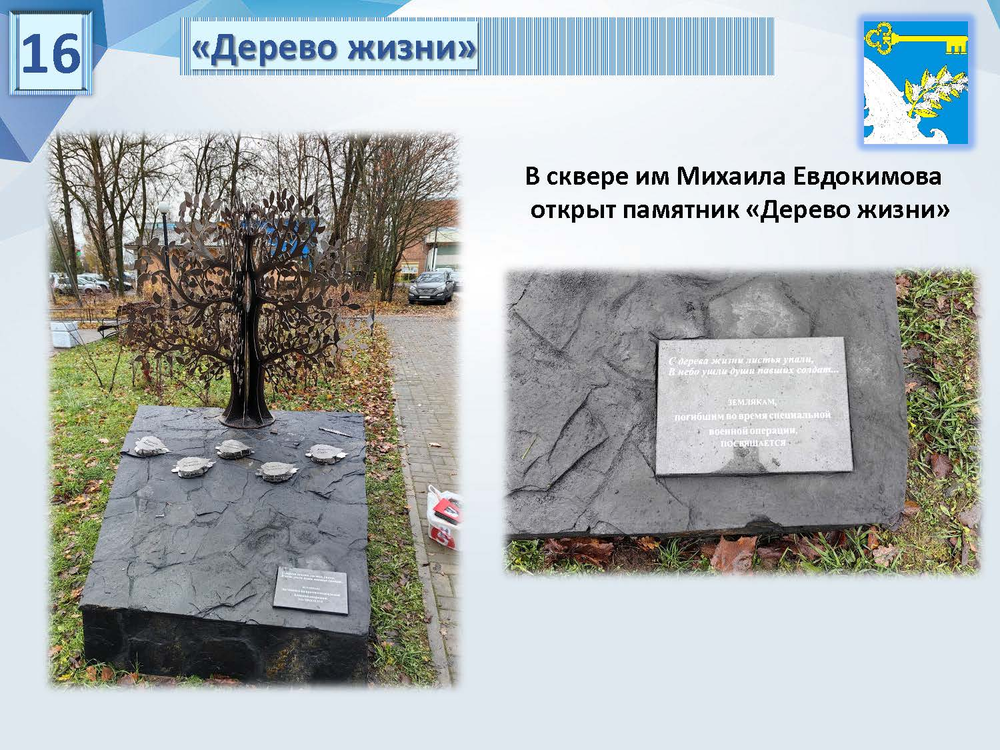 16
«Дерево жизни»
В сквере им Михаила Евдокимова
открыт памятник «Дерево жизни»
С дерева жизни листья упали,
В небо ушли души павших солдат...
ЗЕМЛЯКАМ,
погибшим во время специальной
военной операции,
ПОСВЯЩАЕТСЯ